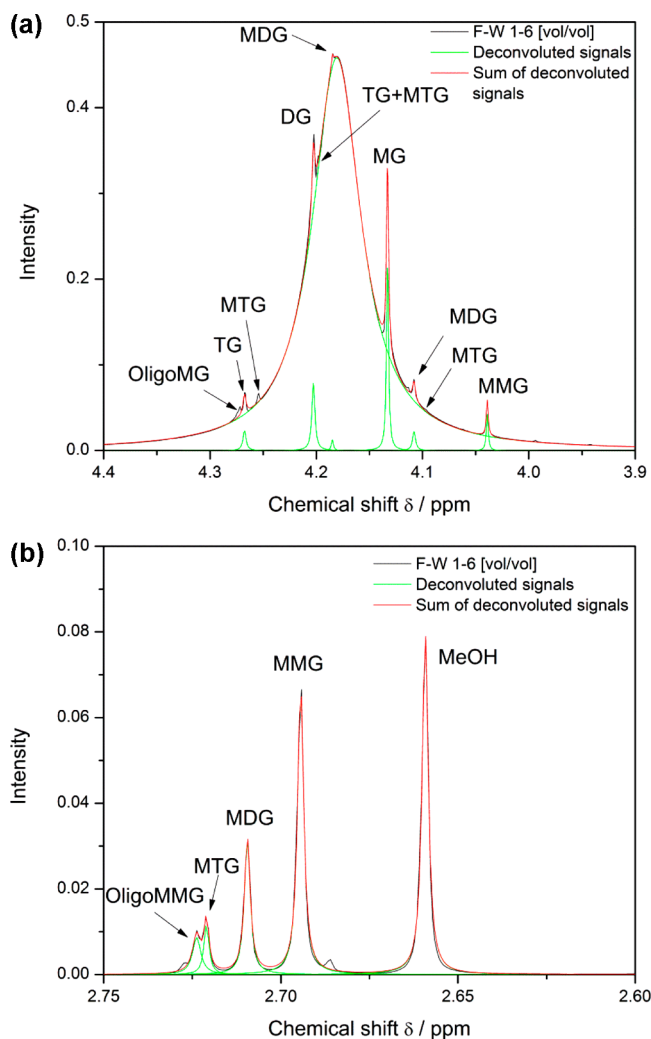 (a)
F-W 1-6 [vol/vol]
Deconvoluted signals
Sum of deconvoluted
signals
MDG
TG+MTG
DG
MG
MTG
TG
OligoMG
MDG
MTG
MMG
Intensity
0.5
0.4
0.2
0.0
4.4
4.3
4.2
4.1
4.0
3.9
Chemical shift δ / ppm
(b)
F-W 1-6 [vol/vol]
Deconvoluted signals
Sum of deconvoluted signals
MeOH
MMG
MDG
MTG
OligoMMG
Intensity
0.10
0.08
0.06
0.04
0.02
0.00
2.75
2.70
2.65
2.60
Chemical shift δ / ppm